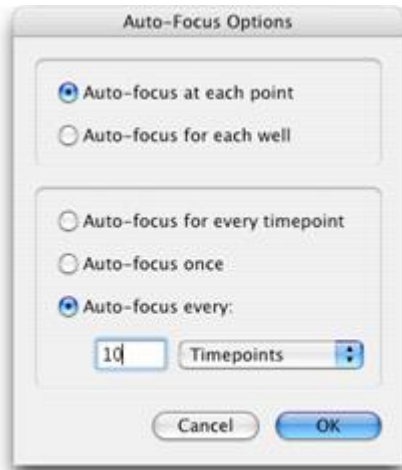 Auto-Focus Options
Auto-focus at each point
Auto-focus for each well
Auto-focus for every timepoint
Auto-focus once
Auto-focus every:
10 Timepoints
Cancel OK